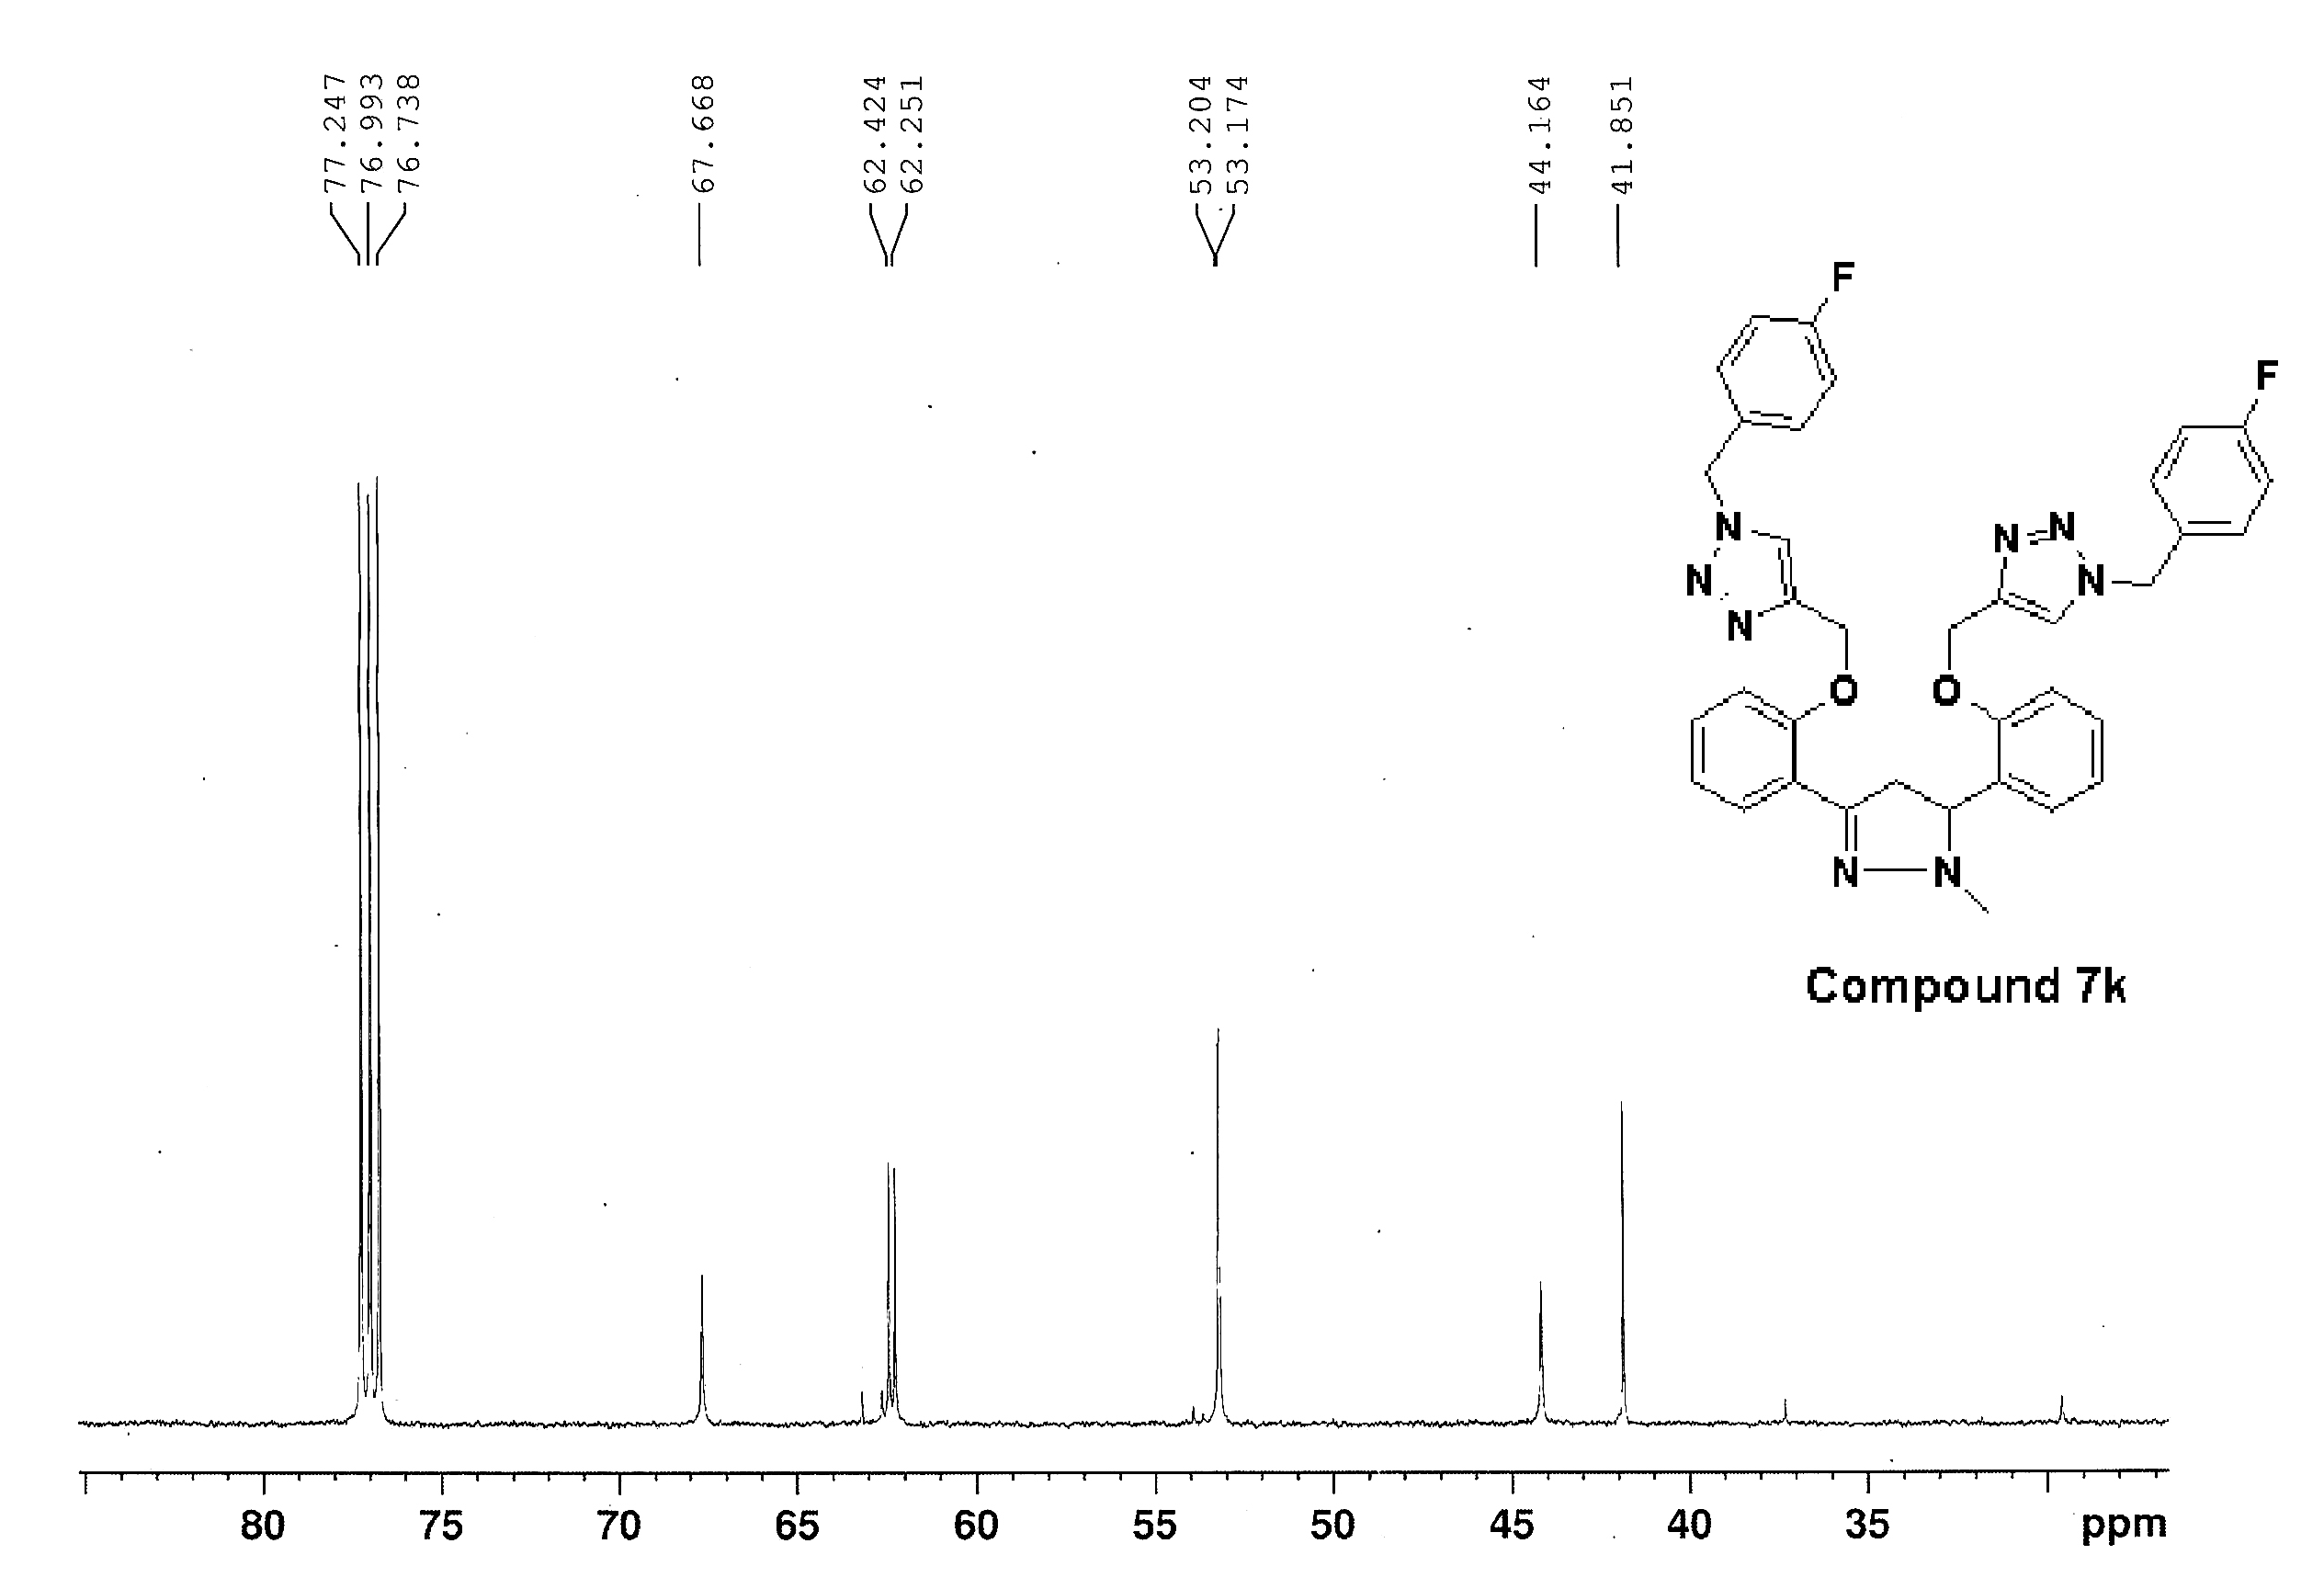 77.247
76.993
76.738
67.668
62.424
62.251
53.204
53.174
44.164
41.851
F
F
N
N
N
N
N
N
O
O
N
N
Compound 7k
80 75 70 65 60 55 50 45 40 35 ppm